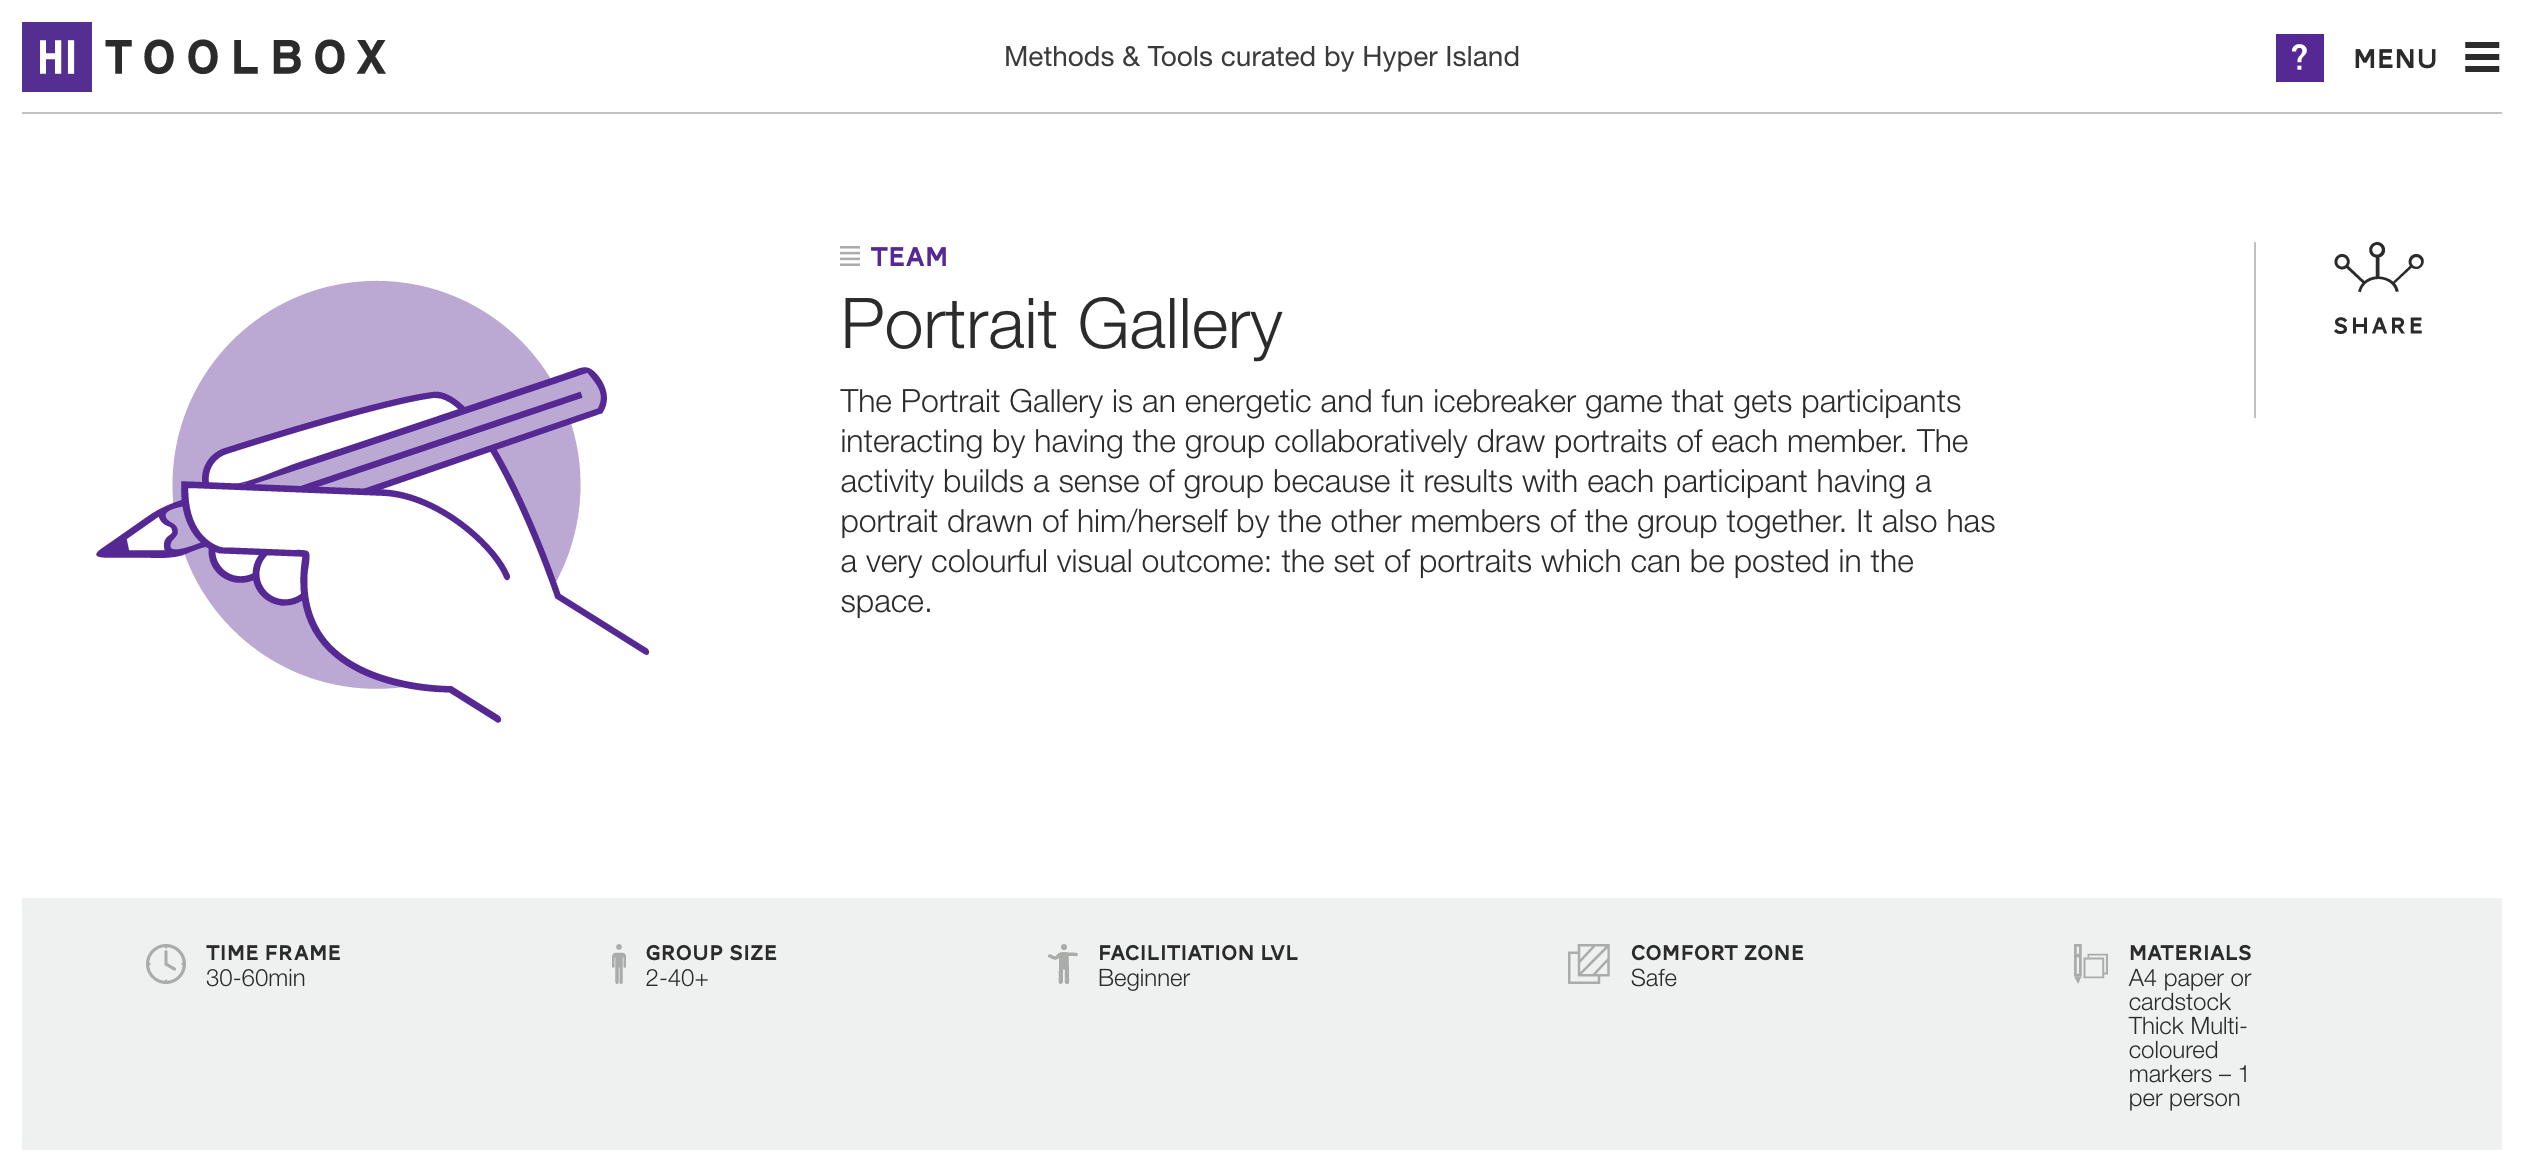 HI TOOLBOX
Methods & Tools curated by Hyper Island
?
MENU
TEAM
Portrait Gallery
The Portrait Gallery is an energetic and fun icebreaker game that gets participants
interacting by having the group collaboratively draw portraits of each member. The
activity builds a sense of group because it results with each participant having a
portrait drawn of him/herself by the other members of the group together. It also has
a very colourful visual outcome: the set of portraits which can be posted in the
space.
SHARE
TIME FRAME
30-60min
GROUP SIZE
2-40+
FACILITIATION LVL
Beginner
COMFORT ZONE
Safe
MATERIALS
A4 paper or
cardstock
Thick Multi-
coloured
markers – 1
per person